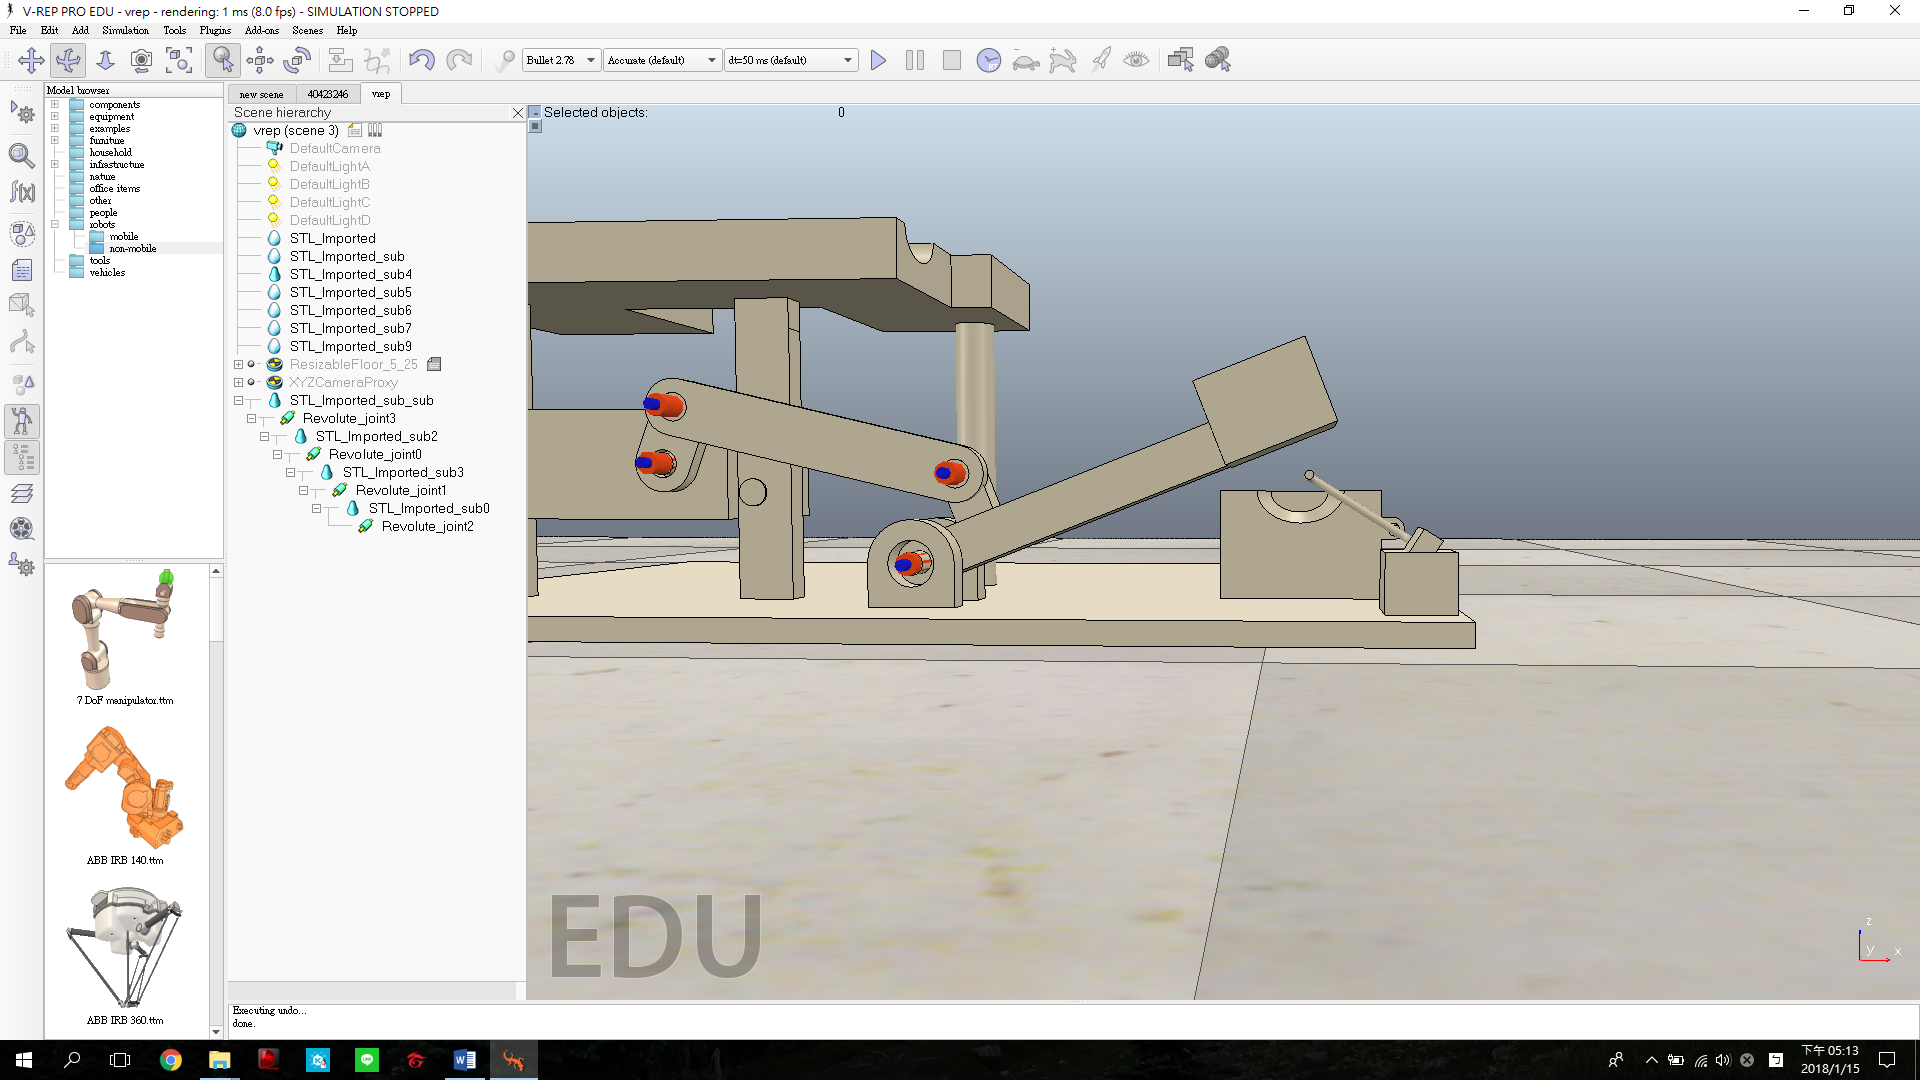 V-REP PRO EDU - vrep - rendering: 1 ms (8.0 fps) - SIMULATION STOPPED
File Edit Add Simulation Tools Plugins Add-ons Scenes Help
Bullet 2.78 Accurate (default) dt=50 ms (default)
Model browser
components
equipment
examples
furniture
household
infrastructure
nature
office items
other
people
robots
mobile
non-mobile
tools
vehicles
7 DoF manipulator.ttm
ABB IRB 140.ttm
ABB IRB 360.ttm
new scene 40423246 vrep
Scene hierarchy
vrep (scene 3)
DefaultCamera
DefaultLightA
DefaultLightB
DefaultLightC
DefaultLightD
STL_Imported
STL_Imported_sub
STL_Imported_sub4
STL_Imported_sub5
STL_Imported_sub6
STL_Imported_sub7
STL_Imported_sub9
ResizableFloor_5_25
XYZCameraProxy
STL_Imported_sub_sub
Revolute_joint3
STL_Imported_sub2
Revolute_joint0
STL_Imported_sub3
Revolute_joint1
STL_Imported_sub0
Revolute_joint2
Selected objects: 0
EDU
z
y x
Executing undo...
done.
下午 05:13
2018/1/15